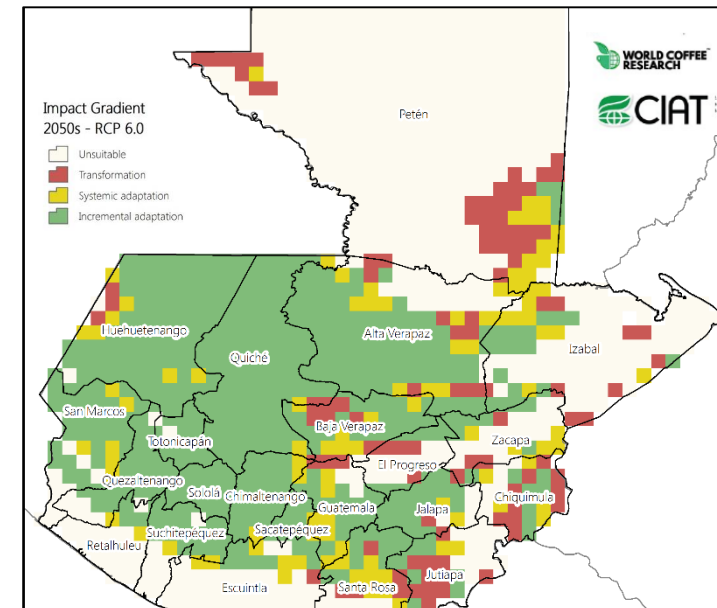 WORLD COFFEE
RESEARCH
CIAT
Impact Gradient
2050s - RCP 6.0
Unsuitable
Transformation
Systemic adaptation
Incremental adaptation
Petén
Huehuetenango
Quiché
Alta Verapaz
Izabal
San Marcos
Totonicapán
Baja Verapaz
Zacapa
El Progreso
Quezaltenango
Sololá
Chimaltenango
Guatemala
Jalapa
Chiquimula
Suchitepéquez
Sacatepéquez
Retalhuleu
Escuintla
Santa Rosa
Jutiapa